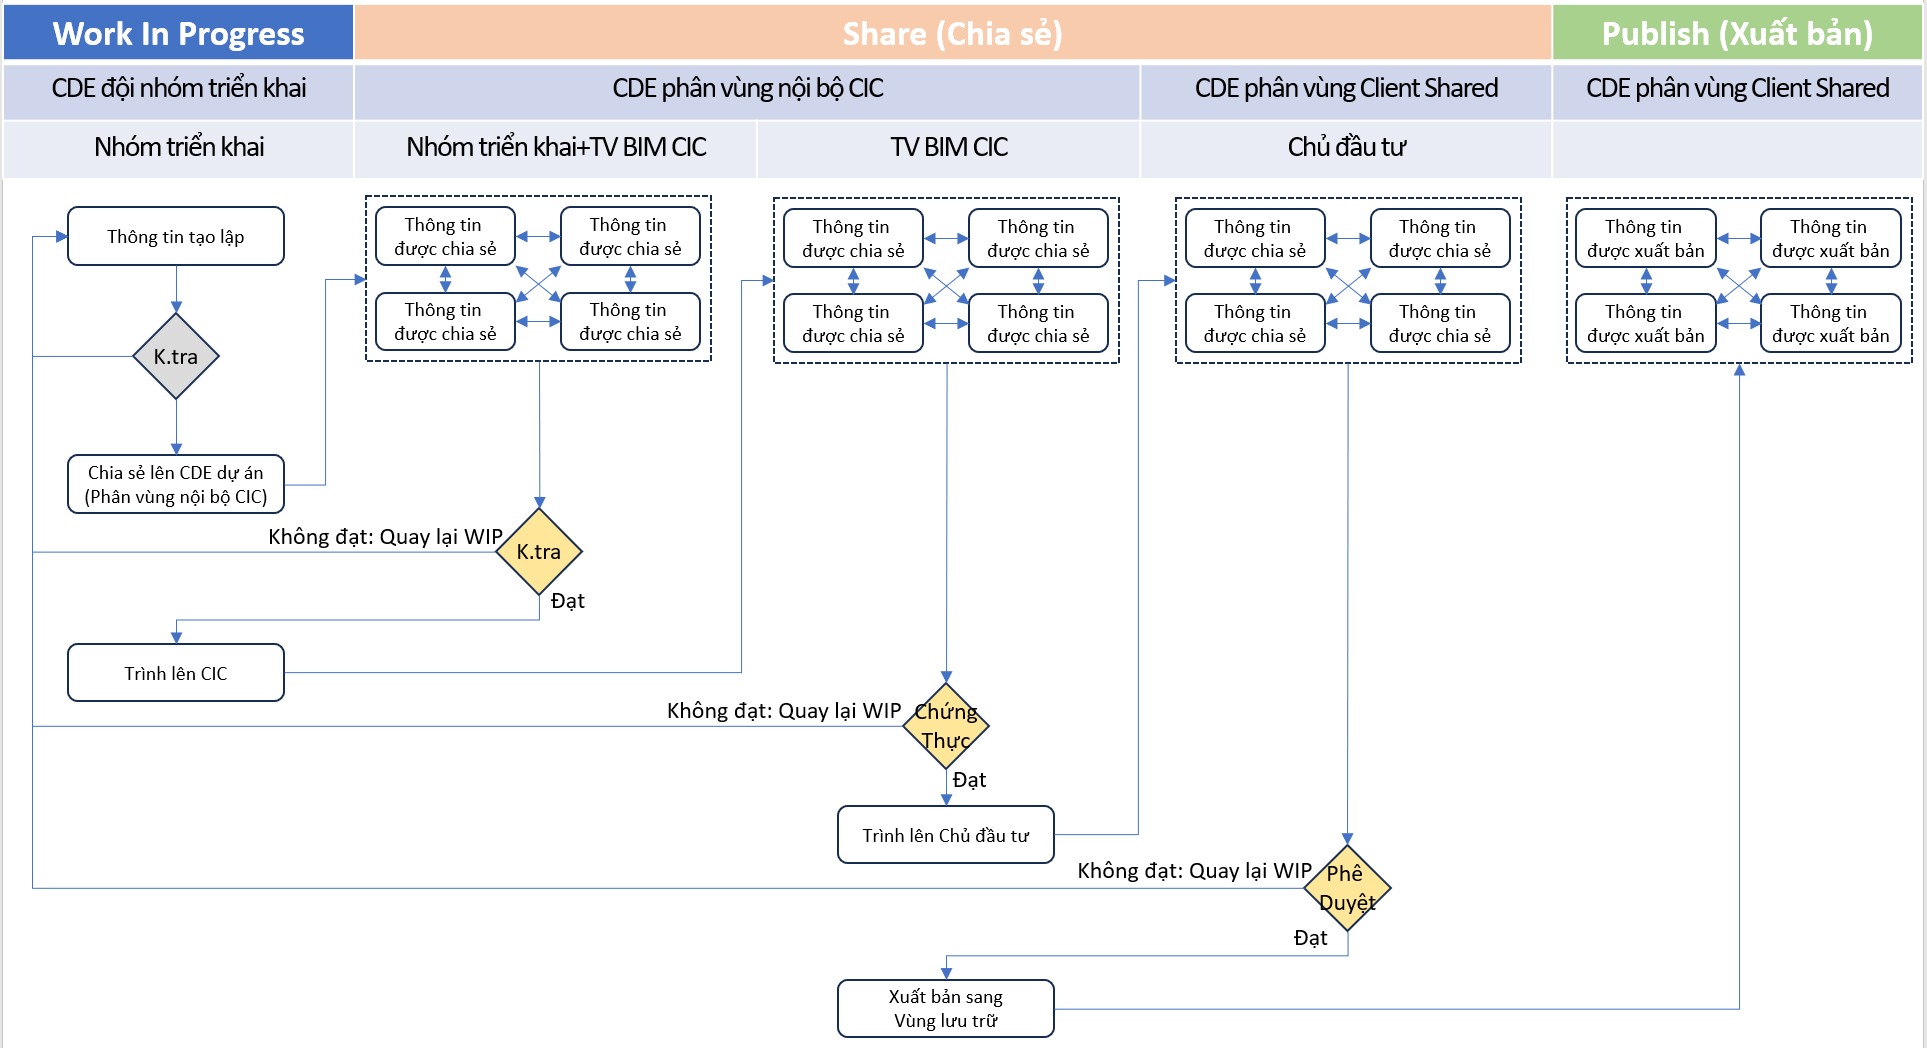 Work In Progress
Share (Chia sẻ)
Publish (Xuất bản)
CDE đội nhóm triển khai
CDE phân vùng nội bộ CIC
CDE phân vùng Client Shared
CDE phân vùng Client Shared
Nhóm triển khai
Nhóm triển khai+TV BIM CIC
TV BIM CIC
Chủ đầu tư
Thông tin tạo lập
K.tra
Chia sẻ lên CDE dự án
(Phân vùng nội bộ CIC)
Thông tin
được chia sẻ
Thông tin
được chia sẻ
Thông tin
được chia sẻ
Thông tin
được chia sẻ
Thông tin
được chia sẻ
Thông tin
được chia sẻ
Thông tin
được chia sẻ
Thông tin
được chia sẻ
Thông tin
được chia sẻ
Thông tin
được chia sẻ
Thông tin
được chia sẻ
Thông tin
được chia sẻ
Thông tin
được xuất bản
Thông tin
được xuất bản
Thông tin
được xuất bản
Thông tin
được xuất bản
Không đạt: Quay lại WIP
K.tra
Đạt
Trình lên CIC
Không đạt: Quay lại WIP
Chứng
Thực
Đạt
Trình lên Chủ đầu tư
Không đạt: Quay lại WIP
Phê
Duyệt
Đạt
Xuất bản sang
Vùng lưu trữ